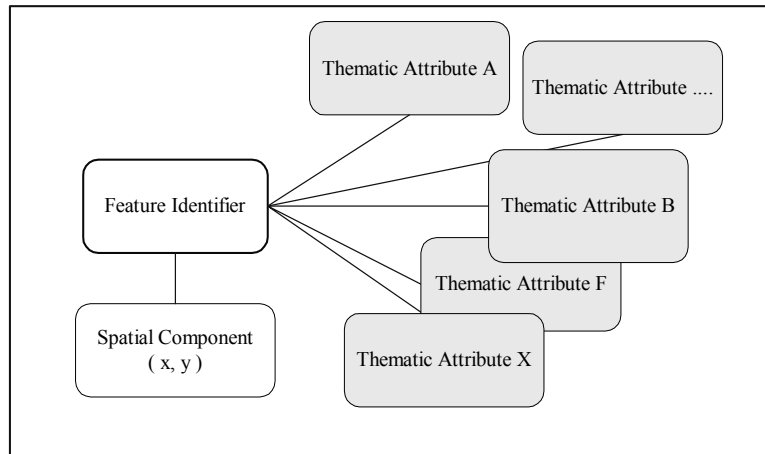 Thematic Attribute A
Thematic Attribute ....
Feature Identifier
Thematic Attribute B
Thematic Attribute F
Spatial Component
( x, y )
Thematic Attribute X